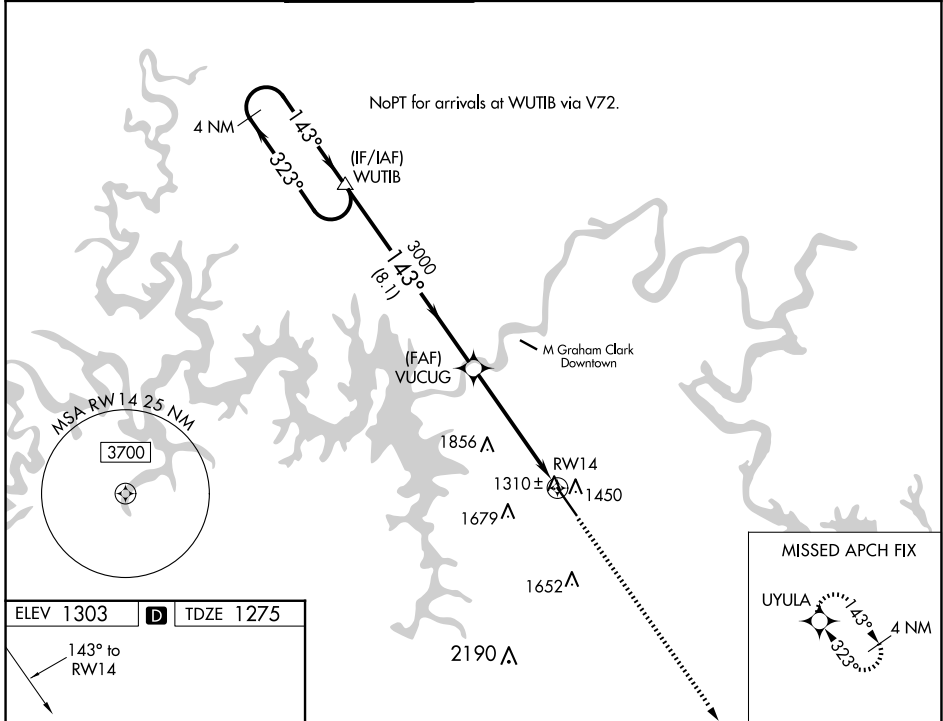 NoPT for arrivals at WUTIB via V72.
4 NM
143°
323°
(IF/IAF)
WUTIB
3000
143°
(8.1)
(FAF)
VUCUG
M Graham Clark
Downtown
MSA RW14 25 NM
3700
1856
RW14
1310 ±
1450
1679
1652
2190
MISSED APCH FIX
UYULA
143°
4 NM
323°
ELEV 1303 D TDZE 1275
143° to
RW14